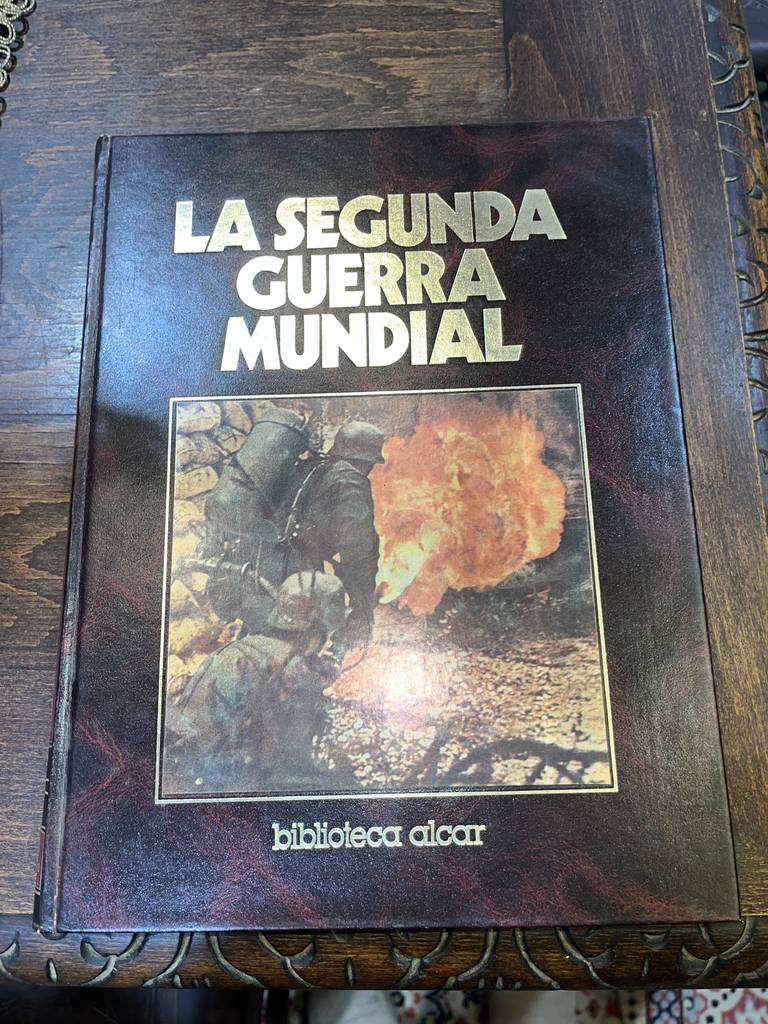 LA SEGUNDA
GUERRA
MUNDIAL
biblioteca alcar